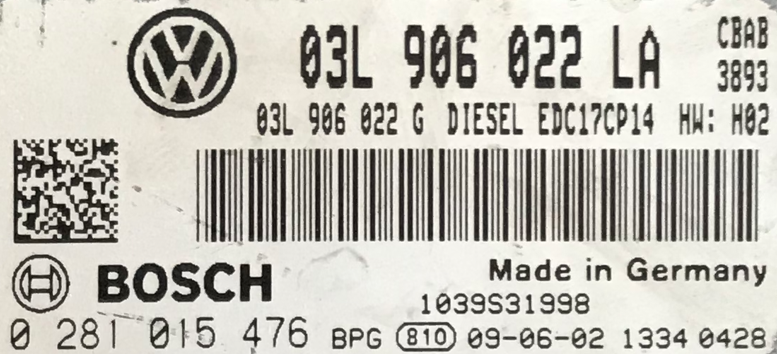 03L 906 022 LA CBAB
3893
03L 906 022 G DIESEL EDC17CP14 HW: H02
BOSCH Made in Germany
1039S31998
0 281 015 476 BPG 810 09-06-02 1334 0428